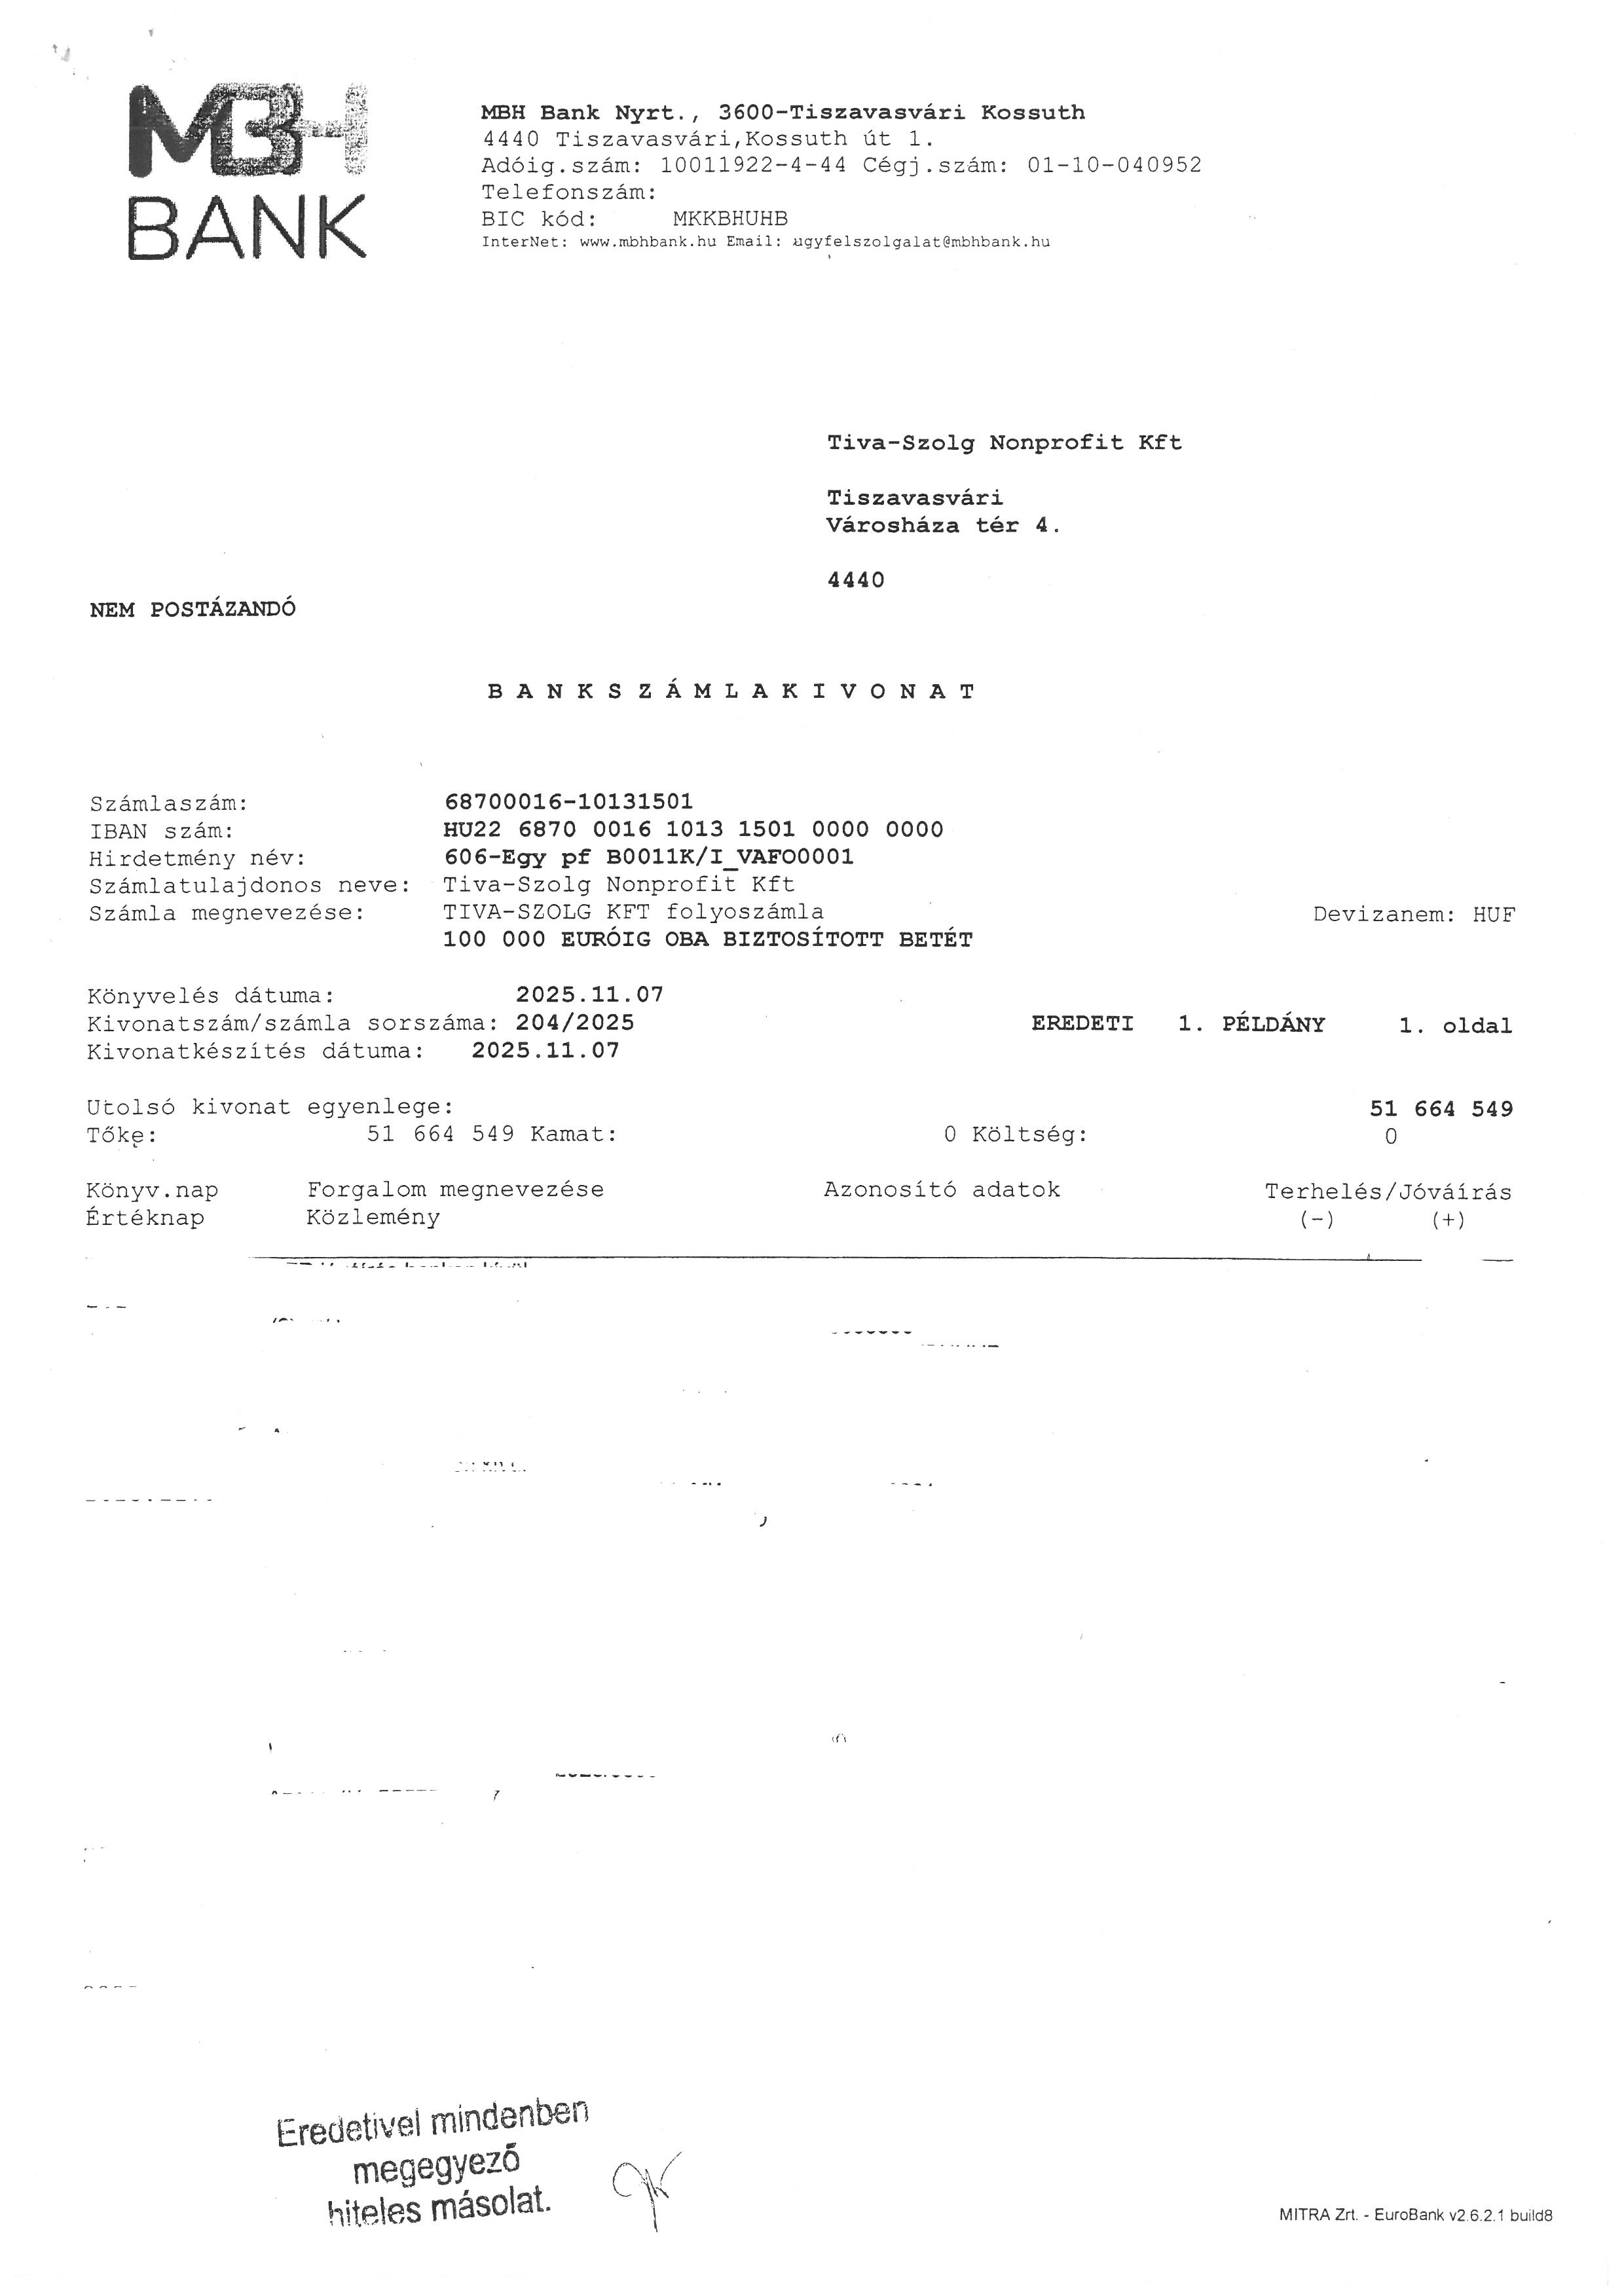 MBH
BANK
MBH Bank Nyrt., 3600-Tiszavasvári Kossuth
4440 Tiszavasvári,Kossuth út 1.
Adóig.szám: 10011922-4-44 Cégj.szám: 01-10-040952
Telefonszám:
BIC kód: MKKBHUHB
InterNet: www.mbhbank.hu Email: ugyfelszolgalat@mbhbank.hu
Tiva-Szolg Nonprofit Kft
Tiszavasvári
Városháza tér 4.
4440
NEM POSTÁZANDÓ
B A N K S Z Á M L A K I V O N A T
Számlaszám: 68700016-10131501
IBAN szám: HU22 6870 0016 1013 1501 0000 0000
Hirdetmény név: 606-Egy pf B0011K/I_VAFO0001
Számlatulajdonos neve: Tiva-Szolg Nonprofit Kft
Számla megnevezése: TIVA-SZOLG KFT folyoszámla Devizanem: HUF
100 000 EURÓIG OBA BIZTOSÍTOTT BETÉT
Könyvelés dátuma: 2025.11.07
Kivonatszám/számla sorszáma: 204/2025 EREDETI 1. PÉLDÁNY 1. oldal
Kivonatkészítés dátuma: 2025.11.07
Utolsó kivonat egyenlege: 51 664 549
Tőke: 51 664 549 Kamat: 0 Költség: 0
Könyv.nap Forgalom megnevezése Azonosító adatok Terhelés/Jóváírás
Értéknap Közlemény (-) (+)
Eredetivel mindenben
megegyező
hiteles másolat.
MITRA Zrt. - EuroBank v2.6.2.1 build8